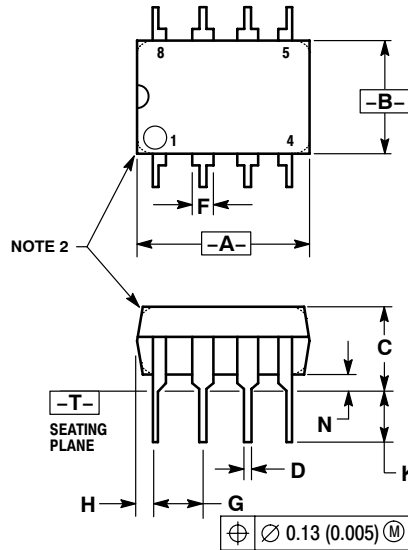 8 5
-B-
1 4
F
NOTE 2
-A-
C
-T-
SEATING
PLANE
N
D
K
H
G
⌖ ∅ 0.13 (0.005) Ⓜ